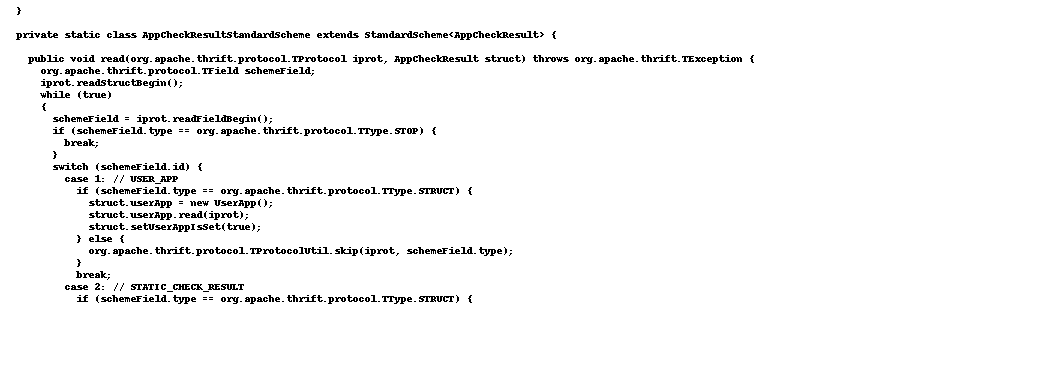 }
private static class AppCheckResultStandardScheme extends StandardScheme<AppCheckResult> {
public void read(org.apache.thrift.protocol.TProtocol iprot, AppCheckResult struct) throws org.apache.thrift.TException {
org.apache.thrift.protocol.TField schemeField;
iprot.readStructBegin();
while (true)
{
schemeField = iprot.readFieldBegin();
if (schemeField.type == org.apache.thrift.protocol.TType.STOP) {
break;
}
switch (schemeField.id) {
case 1: // USER_APP
if (schemeField.type == org.apache.thrift.protocol.TType.STRUCT) {
struct.userApp = new UserApp();
struct.userApp.read(iprot);
struct.setUserAppIsSet(true);
} else {
org.apache.thrift.protocol.TProtocolUtil.skip(iprot, schemeField.type);
}
break;
case 2: // STATIC_CHECK_RESULT
if (schemeField.type == org.apache.thrift.protocol.TType.STRUCT) {